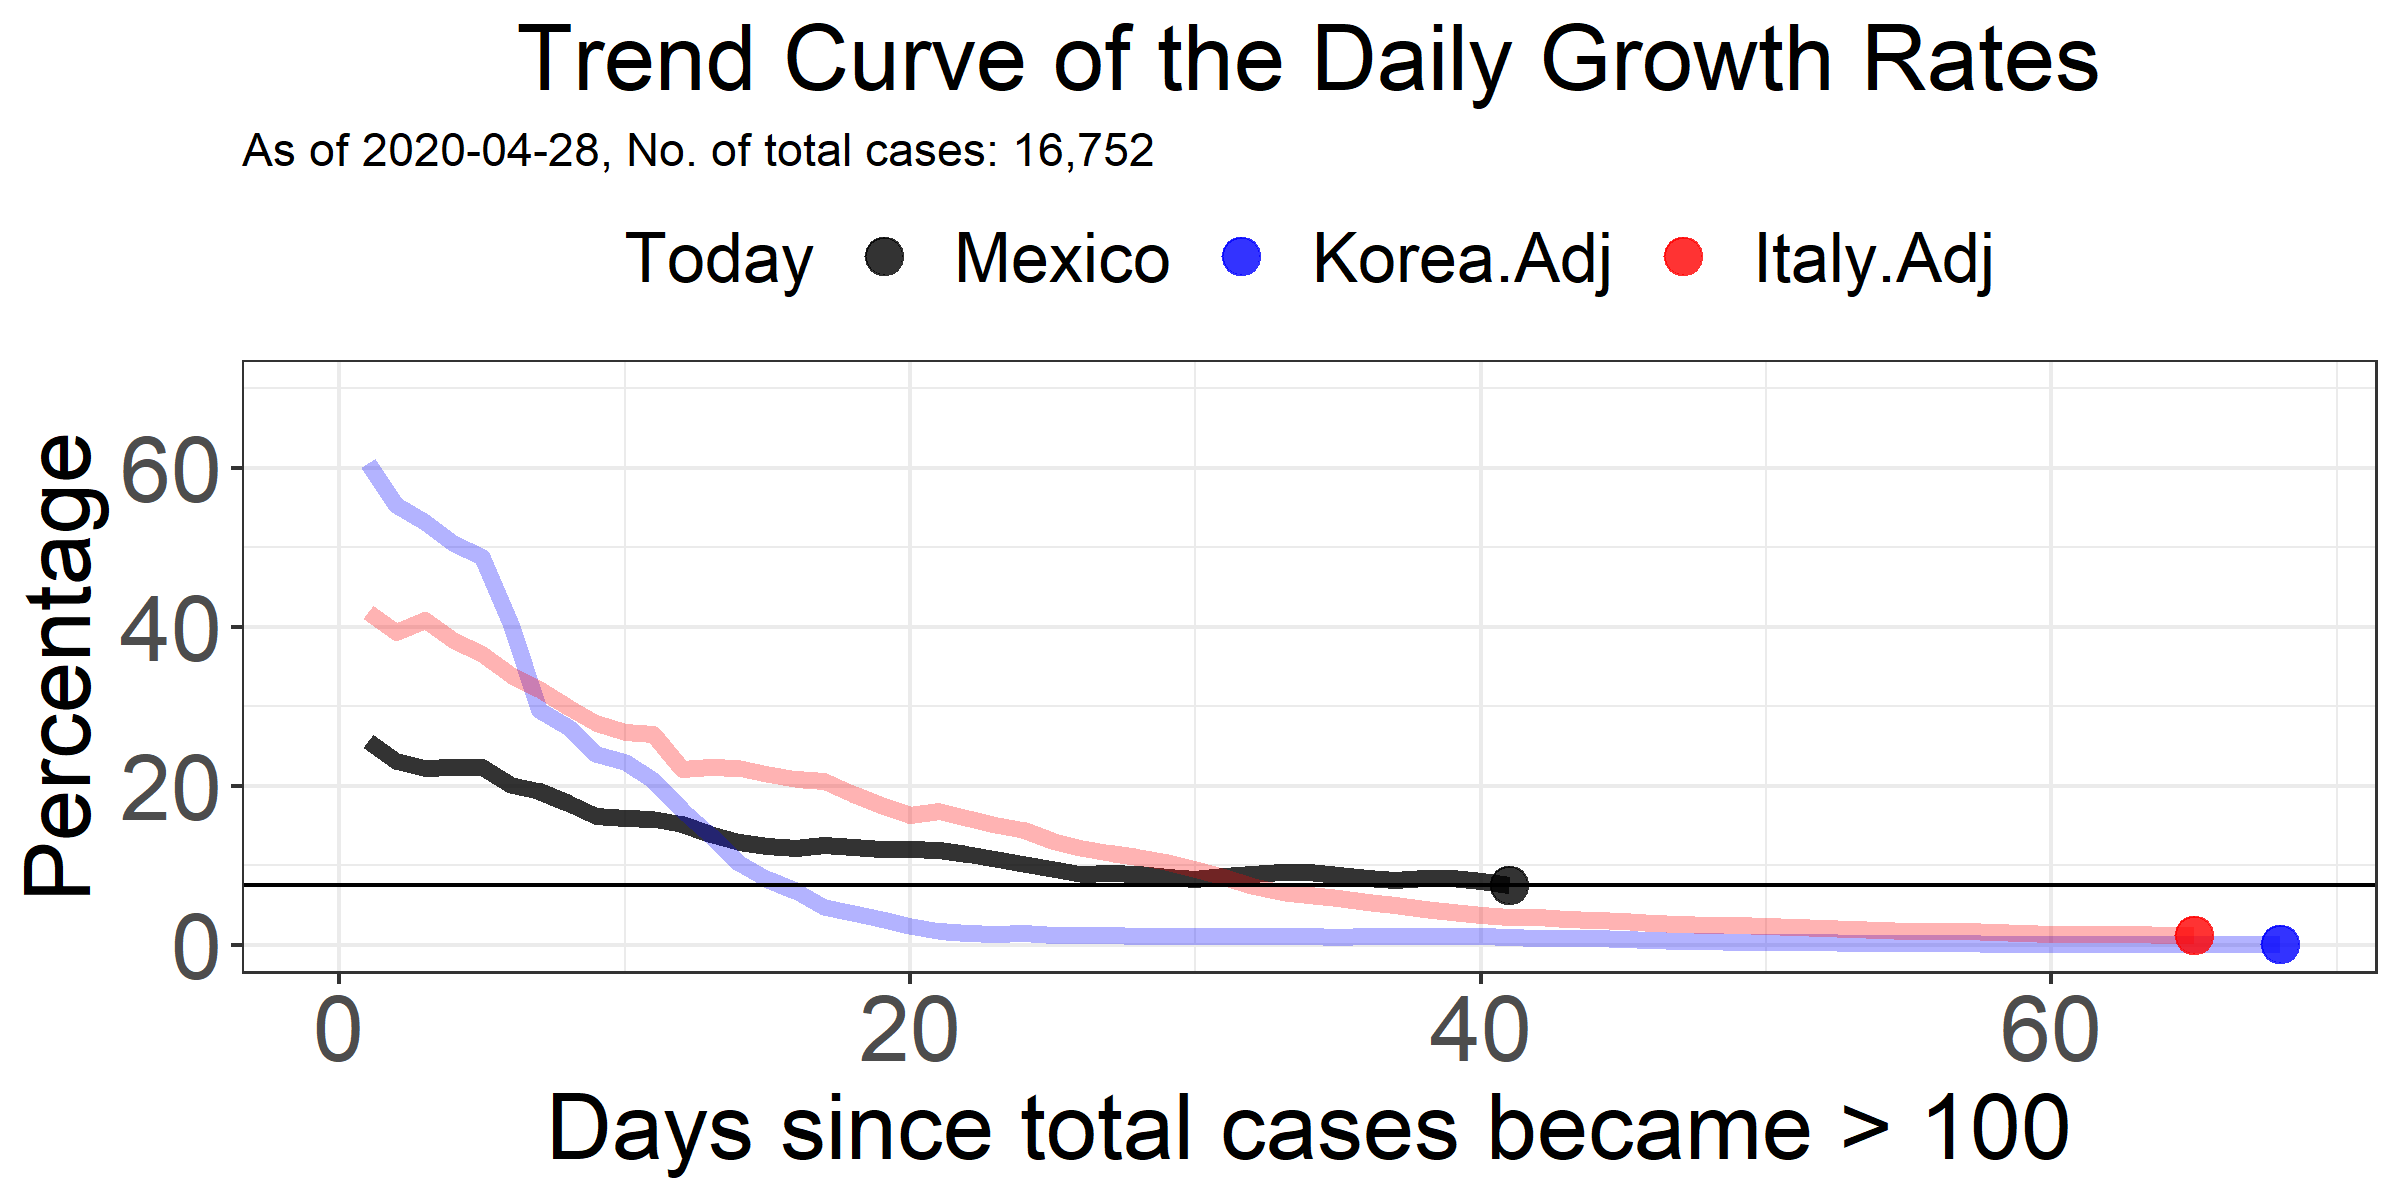 Trend Curve of the Daily Growth Rates
As of 2020-04-28, No. of total cases: 16,752
Today Mexico Korea.Adj Italy.Adj
Percentage
60
40
20
0
0 20 40 60
Days since total cases became > 100